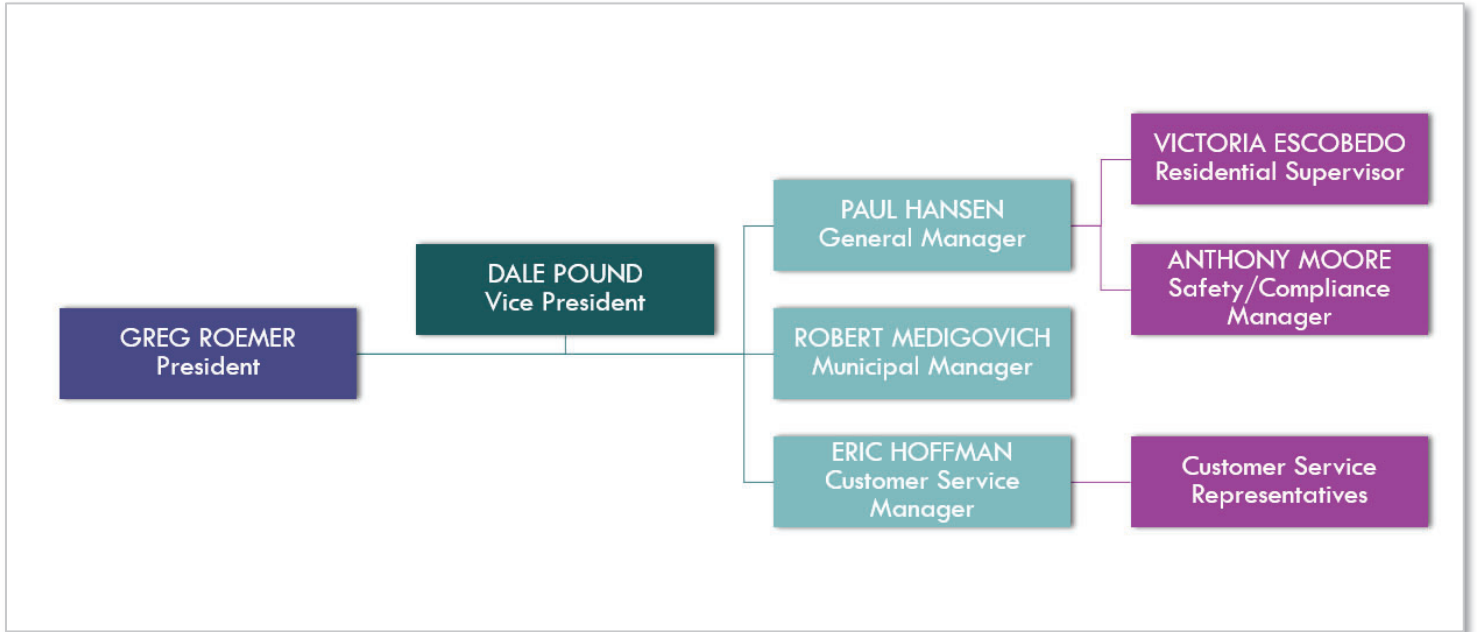 GREG ROEMER
President
DALE POUND
Vice President
PAUL HANSEN
General Manager
ROBERT MEDIGOVICH
Municipal Manager
ERIC HOFFMAN
Customer Service
Manager
VICTORIA ESCOBEDO
Residential Supervisor
ANTHONY MOORE
Safety/Compliance
Manager
Customer Service
Representatives